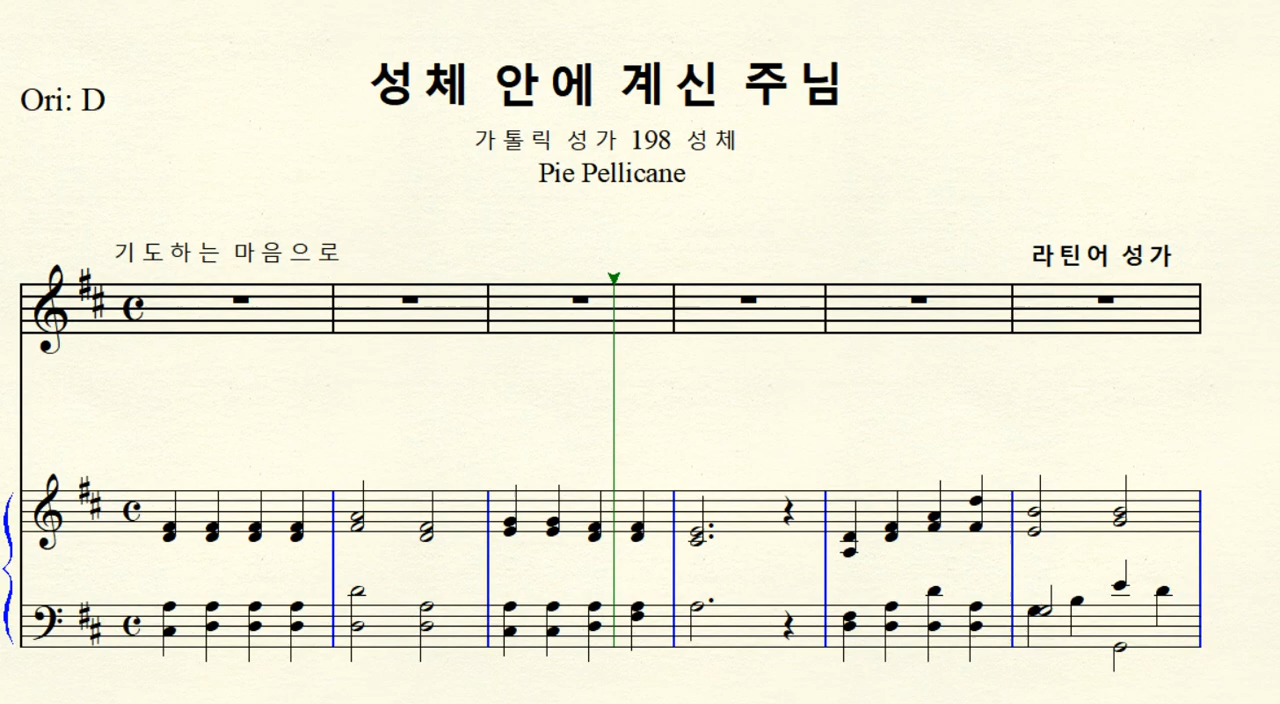 성체 안에 계신 주님
Ori: D
가톨릭 성가 198 성체
Pie Pellicane
기도하는 마음으로
라틴어 성가